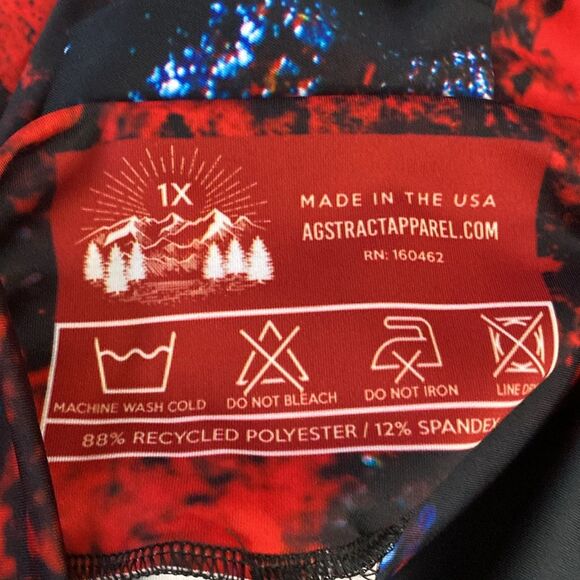 1X
MADE IN THE USA
AGSTRACTAPPAREL.COM
RN: 160462
MACHINE WASH COLD
DO NOT BLEACH
DO NOT IRON
LINE
88% RECYCLED POLYESTER / 12% SPANDEX